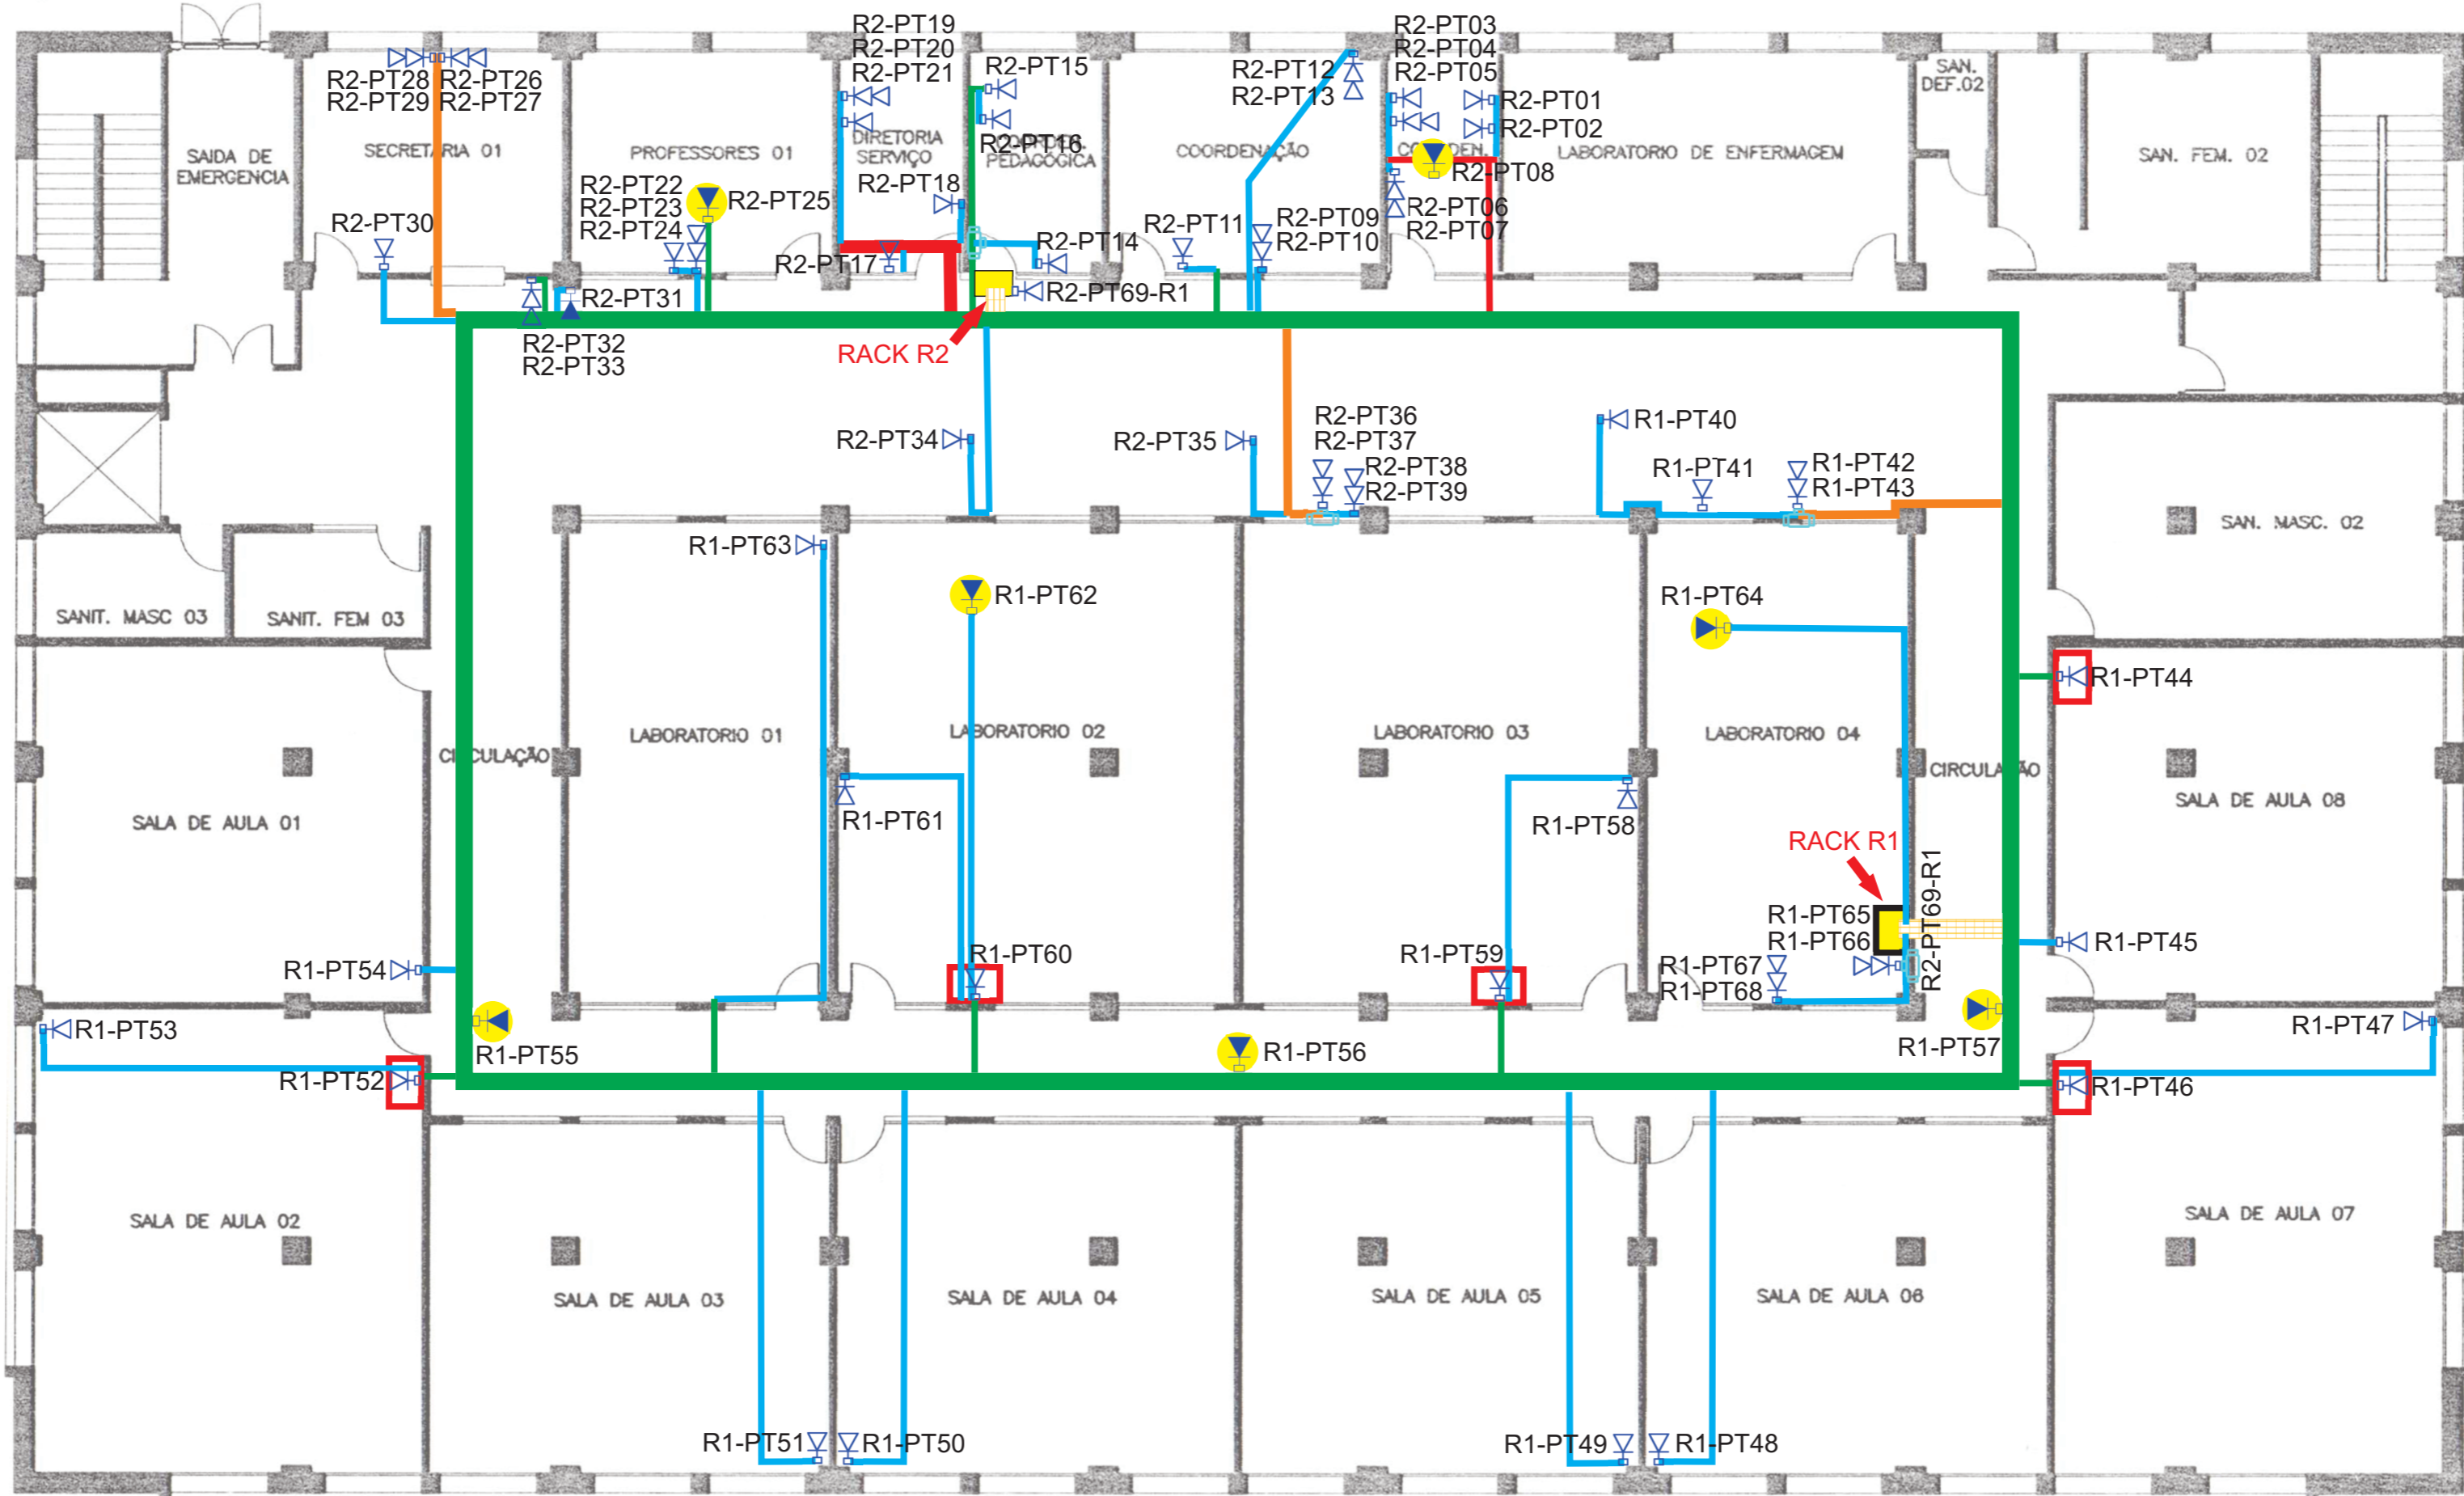 R2-PT19
R2-PT20
R2-PT21
R2-PT03
R2-PT04
R2-PT05
R2-PT28
R2-PT29
R2-PT26
R2-PT27
R2-PT15
R2-PT16
R2-PT12
R2-PT13
R2-PT01
R2-PT02
SAN.
DEF.02
SAIDA DE
EMERGENCIA
SECRETARIA 01
PROFESSORES 01
DIRETORIA
SERVIÇO
PEDAGOGICA
COORDENAÇÃO
LABORATORIO DE ENFERMAGEM
SAN. FEM. 02
R2-PT08
R2-PT22
R2-PT23
R2-PT24
R2-PT25
R2-PT18
R2-PT06
R2-PT07
R2-PT30
R2-PT11
R2-PT09
R2-PT10
R2-PT17
R2-PT14
R2-PT31
R2-PT69-R1
R2-PT32
R2-PT33
RACK R2
R2-PT34
R2-PT35
R2-PT36
R2-PT37
R2-PT38
R2-PT39
R1-PT40
R1-PT41
R1-PT42
R1-PT43
SAN. MASC. 02
R1-PT63
R1-PT62
R1-PT64
SANIT. MASC 03
SANIT. FEM 03
R1-PT44
LABORATORIO 01
LABORATORIO 02
LABORATORIO 03
LABORATORIO 04
CIRCULAÇÃO
CIRCULAÇÃO
SALA DE AULA 01
R1-PT61
R1-PT58
SALA DE AULA 08
RACK R1
R1-PT65
R1-PT66
R2-PT69-R1
R1-PT67
R1-PT68
R1-PT45
R1-PT54
R1-PT60
R1-PT59
R1-PT53
R1-PT55
R1-PT56
R1-PT57
R1-PT47
R1-PT52
R1-PT46
SALA DE AULA 02
SALA DE AULA 03
SALA DE AULA 04
SALA DE AULA 05
SALA DE AULA 06
SALA DE AULA 07
R1-PT51
R1-PT50
R1-PT49
R1-PT48